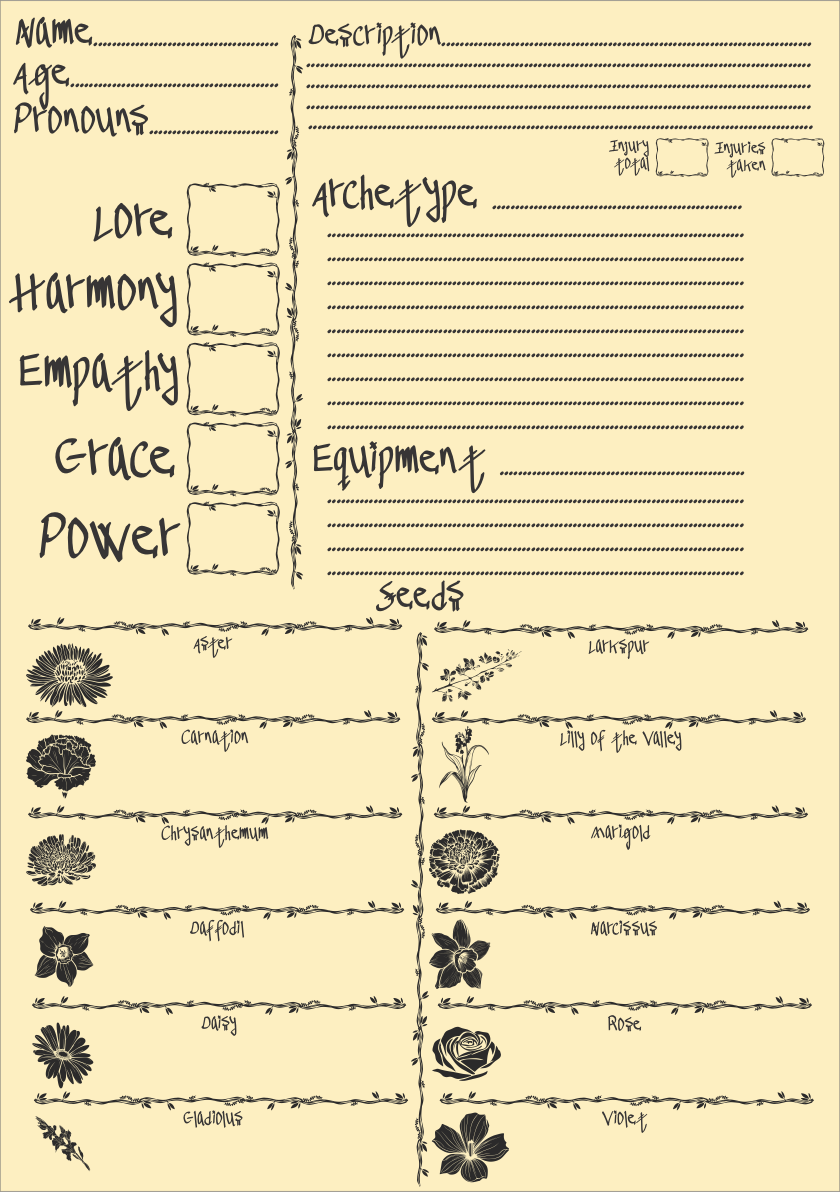 Name
Age
Pronouns
Description
Injury total
Injuries taken
Lore
Harmony
Empathy
Grace
Power
Archetype
Equipment
Seeds
Aster
Carnation
Chrysanthemum
Daffodil
Daisy
Gladiolus
Larkspur
Lilly of the Valley
Marigold
Narcissus
Rose
Violet